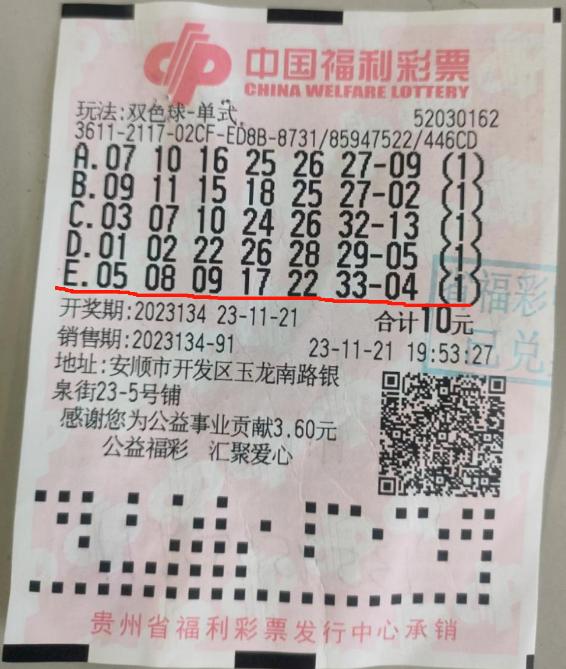 中国福利彩票
CHINA WELFARE LOTTERY
玩法:双色球-单式 52030162
3611-2117-02CF-ED8B-8731/85947522/446CD
A.07 10 16 25 26 27-09 (1)
B.09 11 15 18 25 27-02 (1)
C.03 07 10 24 26 32-13 (1)
D.01 02 22 26 28 29-05 (1)
E.05 08 09 17 22 33-04 (1)
开奖期:2023134 23-11-21 合计10元
销售期:2023134-91 23-11-21 19:53:27
地址:安顺市开发区玉龙南路银
泉街23-5号铺
感谢您为公益事业贡献3.60元
公益福彩 汇聚爱心
福彩
已兑
贵州省福利彩票发行中心承销